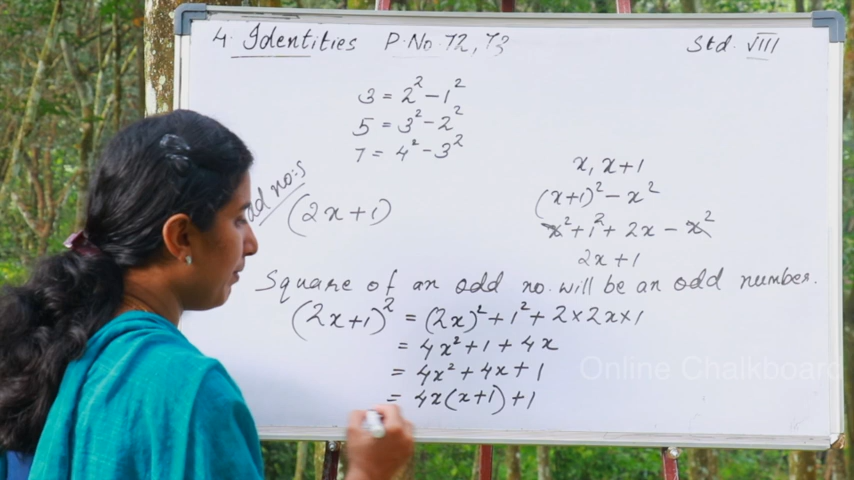 4. Identities P.No.72, 73 Std. VIII
3 = 2² – 1²
5 = 3² – 2²
7 = 4² – 3²
no:s
(2x+1)
x, x+1
(x+1)² – x²
x² + 1² + 2x – x²
2x+1
Square of an odd no. will be an odd number.
(2x+1)² = (2x)² + 1² + 2×2x×1
= 4x² + 1 + 4x
= 4x² + 4x + 1
= 4x(x+1) + 1
Online Chalkboard